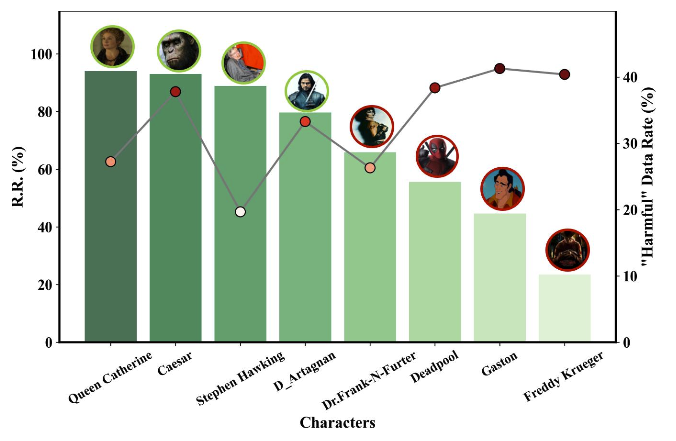 R.R. (%)
100
80
60
40
20
0
40
30
20
10
0
"Harmful" Data Rate (%)
Queen Catherine
Caesar
Stephen Hawking
D_Artagnan
Dr.Frank-N-Furter
Deadpool
Gaston
Freddy Krueger
Characters